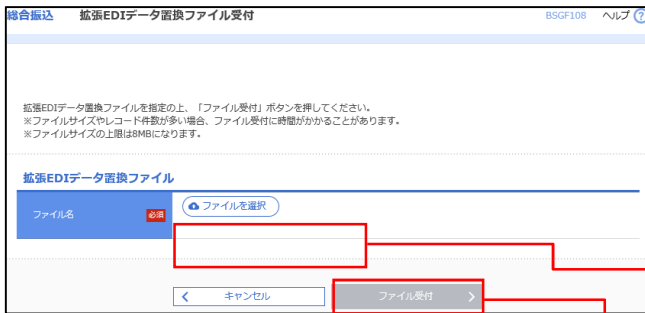 総合振込 拡張EDIデータ置換ファイル受付 BSGF108 ヘルプ ?
拡張EDIデータ置換ファイルを指定の上、「ファイル受付」ボタンを押してください。
※ファイルサイズやレコード件数が多い場合、ファイル受付に時間がかかることがあります。
※ファイルサイズの上限は8MBになります。
拡張EDIデータ置換ファイル
ファイル名 必須 ファイルを選択
キャンセル ファイル受付